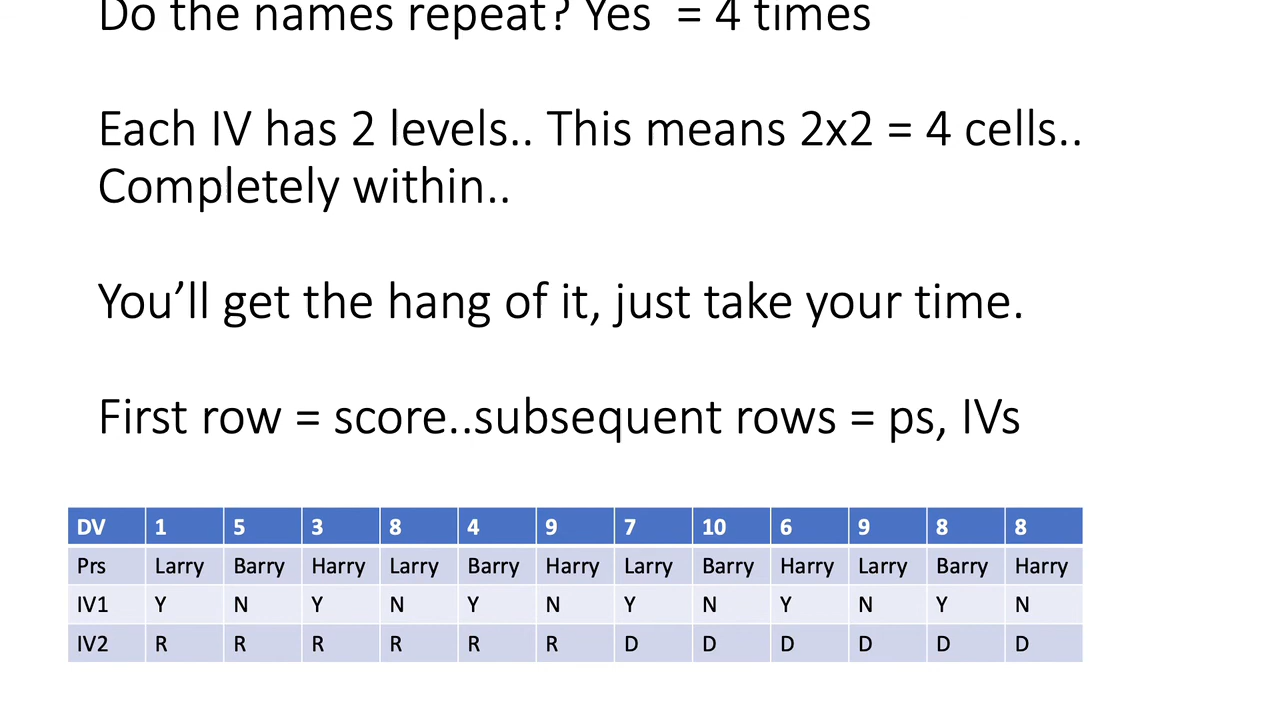 Do the names repeat? Yes = 4 times
Each IV has 2 levels.. This means 2x2 = 4 cells..
Completely within..
You’ll get the hang of it, just take your time.
First row = score..subsequent rows = ps, IVs
DV 1 5 3 8 4 9 7 10 6 9 8 8
Prs Larry Barry Harry Larry Barry Harry Larry Barry Harry Larry Barry Harry
IV1 Y N Y N Y N Y N Y N Y N
IV2 R R R R R R D D D D D D